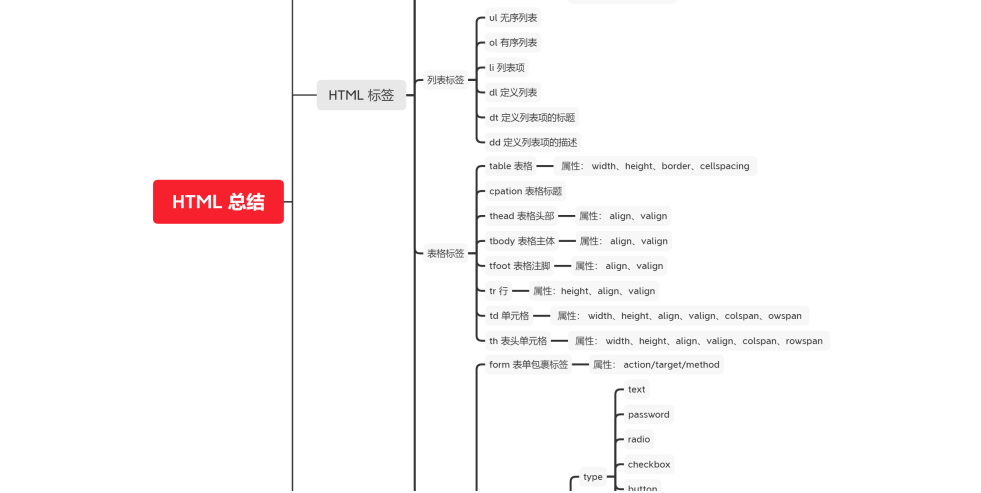 ul 无序列表
ol 有序列表
li 列表项
列表标签
dl 定义列表
HTML 标签
dt 定义列表项的标题
dd 定义列表项的描述
table 表格 属性： width、height、border、cellspacing
cpation 表格标题
HTML 总结
thead 表格头部 属性： align、valign
tbody 表格主体 属性： align、valign
表格标签
tfoot 表格注脚 属性： align、valign
tr 行 属性：height、align、valign
td 单元格 属性： width、height、align、valign、colspan、owspan
th 表头单元格 属性： width、height、align、valign、colspan、rowspan
form 表单包裹标签 属性： action/target/method
text
password
radio
checkbox
type
button